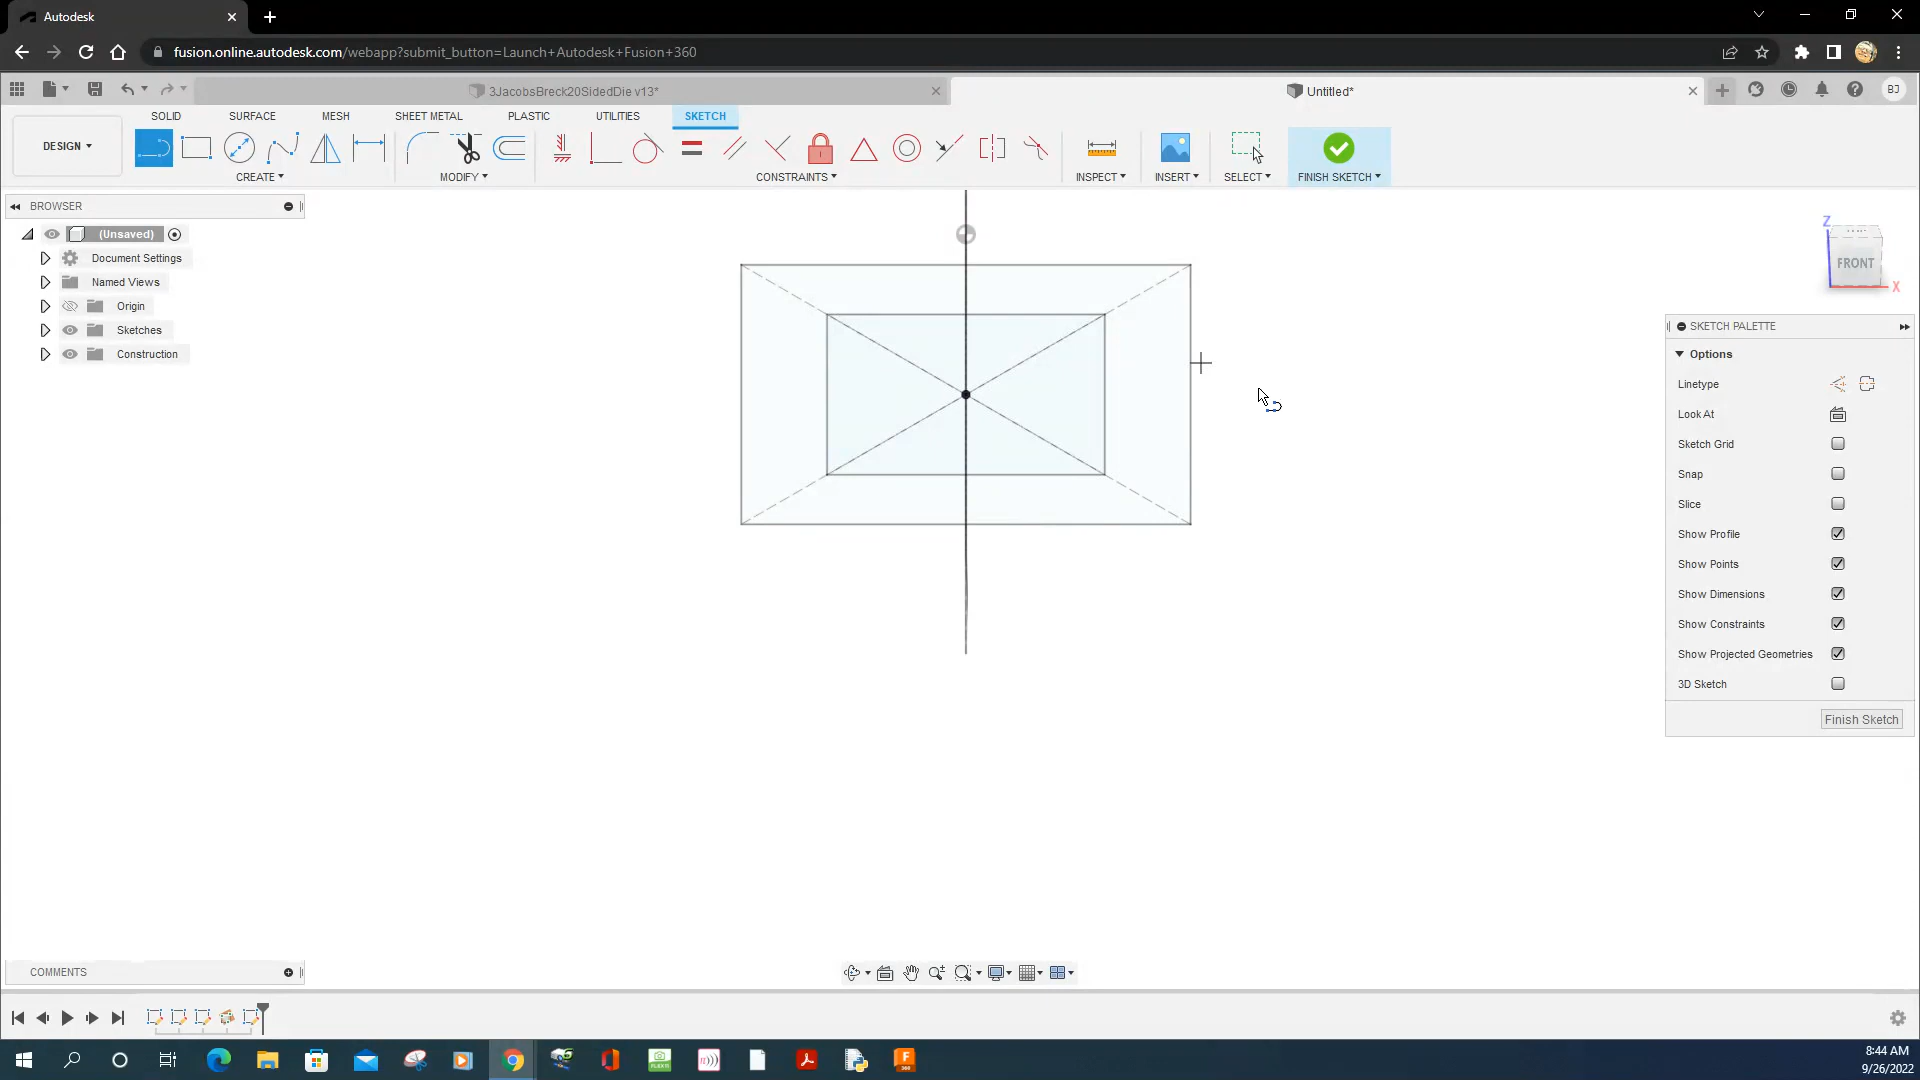 Autodesk
fusion.online.autodesk.com/webapp?submit_button=Launch+Autodesk+Fusion+360
3JacobsBreck20SidedDie v13*
Untitled*
BJ
DESIGN
SOLID
SURFACE
MESH
SHEET METAL
PLASTIC
UTILITIES
SKETCH
CREATE
MODIFY
CONSTRAINTS
INSPECT
INSERT
SELECT
FINISH SKETCH
BROWSER
(Unsaved)
Document Settings
Named Views
Origin
Sketches
Construction
Z
FRONT
X
SKETCH PALETTE
Options
Linetype
Look At
Sketch Grid
Snap
Slice
Show Profile
Show Points
Show Dimensions
Show Constraints
Show Projected Geometries
3D Sketch
Finish Sketch
COMMENTS
8:44 AM
9/26/2022